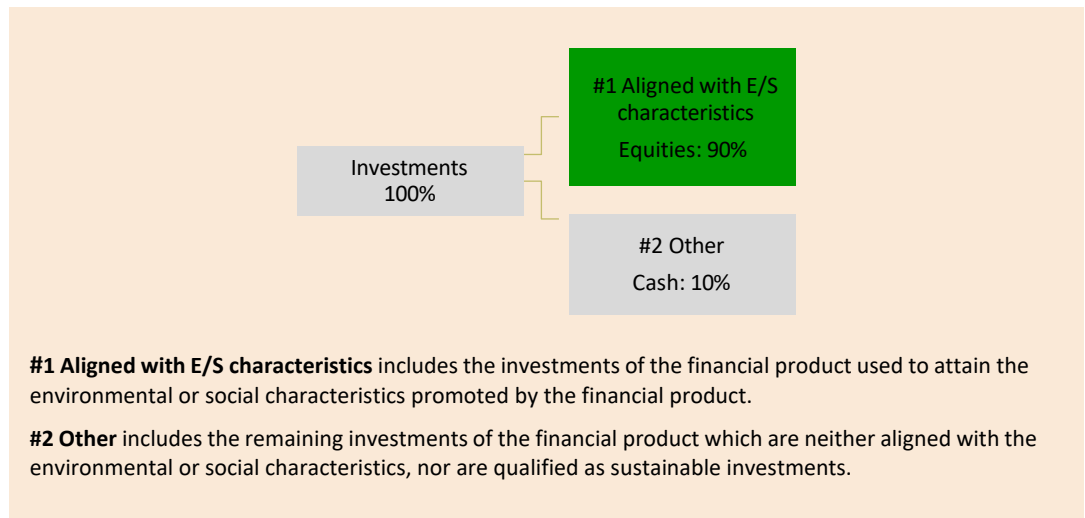 #1 Aligned with E/S
characteristics
Equities: 90%
Investments
100%
#2 Other
Cash: 10%
#1 Aligned with E/S characteristics includes the investments of the financial product used to attain the
environmental or social characteristics promoted by the financial product.
#2 Other includes the remaining investments of the financial product which are neither aligned with the
environmental or social characteristics, nor are qualified as sustainable investments.